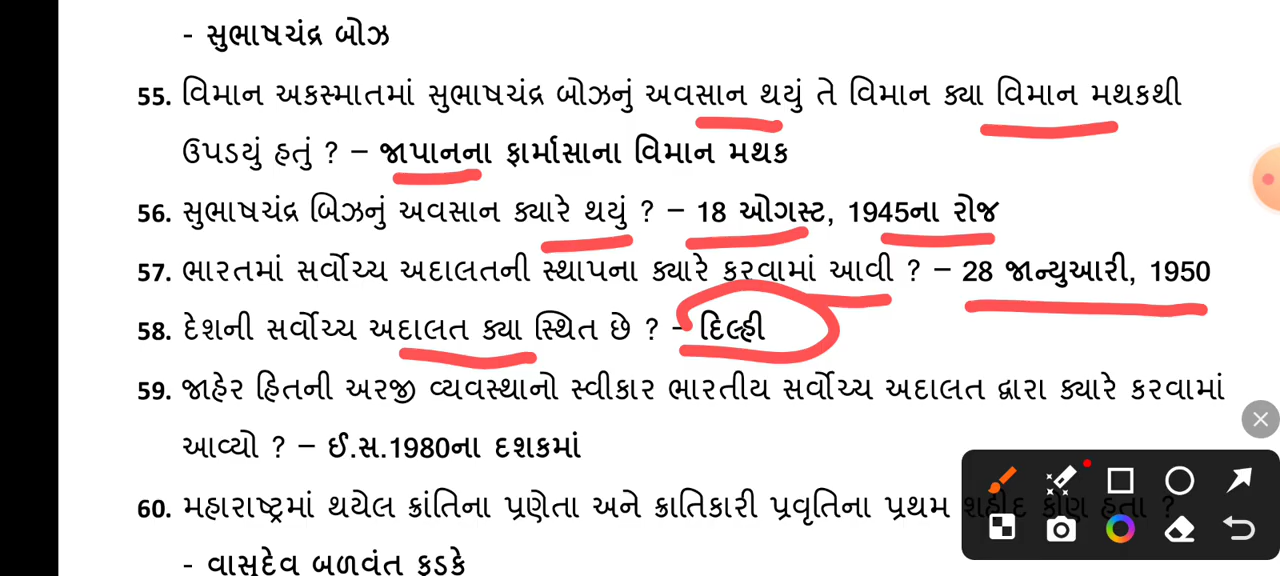 - સુભાષચંદ્ર બોઝ
55. વિમાન અકસ્માતમાં સુભાષચંદ્ર બોઝનું અવસાન થયું તે વિમાન ક્યા વિમાન મથકથી
ઉપડયું હતું ? – જાપાનના ફાર્માસાના વિમાન મથક
56. સુભાષચંદ્ર બિઝનું અવસાન ક્યારે થયું ? – 18 ઓગસ્ટ, 1945ના રોજ
57. ભારતમાં સર્વોચ્ચ અદાલતની સ્થાપના ક્યારે કરવામાં આવી ? – 28 જાન્યુઆરી, 1950
58. દેશની સર્વોચ્ચ અદાલત ક્યા સ્થિત છે ? - દિલ્હી
59. જાહેર હિતની અરજી વ્યવસ્થાનો સ્વીકાર ભારતીય સર્વોચ્ચ અદાલત દ્વારા ક્યારે કરવામાં
આવ્યો ? – ઈ.સ.1980ના દશકમાં
60. મહારાષ્ટ્રમાં થયેલ ક્રાંતિના પ્રણેતા અને ક્રાતિકારી પ્રવૃતિના પ્રથમ શહીદ કોણ હતા ?
- વાસુદેવ બળવંત ફડકે